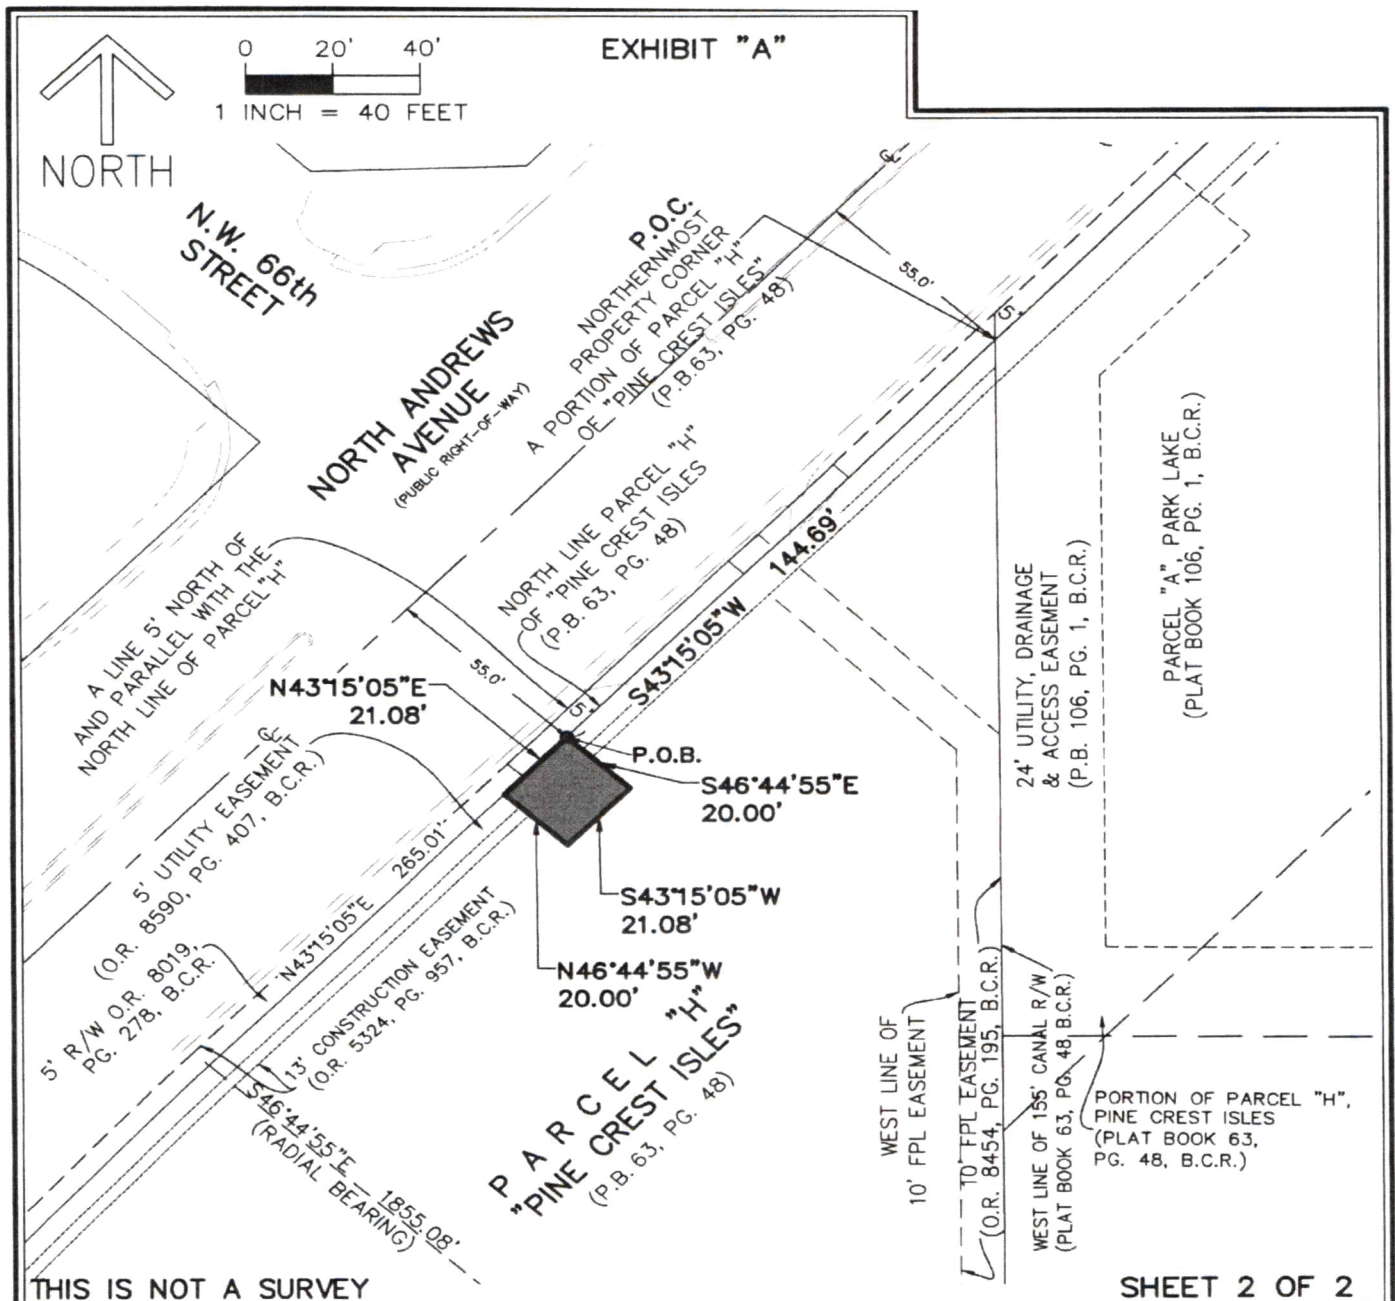 EXHIBIT "A"
0 20' 40'
1 INCH = 40 FEET
NORTH
N.W. 66th
STREET
NORTH ANDREWS
AVENUE
(PUBLIC RIGHT-OF-WAY)
P.O.C.
NORTHERNMOST
PROPERTY CORNER
A PORTION OF PARCEL "H"
OF "PINE CREST ISLES"
(P.B.63, PG. 48)
℄
55.0'
5'
NORTH LINE PARCEL "H"
OF "PINE CREST ISLES
(P.B. 63, PG. 48)
A LINE 5' NORTH OF
AND PARALLEL WITH THE
NORTH LINE OF PARCEL"H"
144.69'
S43°15'05"W
55.0'
5'
N43°15'05"E
21.08'
℄
P.O.B.
S46°44'55"E
20.00'
S43°15'05"W
21.08'
N46°44'55"W
20.00'
5' UTILITY EASEMENT
(O.R. 8590, PG. 407, B.C.R.)
265.01'
N43°15'05"E
5' R/W O.R. 8019,
PG. 278, B.C.R.
13' CONSTRUCTION EASEMENT
(O.R. 5324, PG. 957, B.C.R.)
S46°44'55"E 1855.08'
(RADIAL BEARING)
PARCEL "H"
"PINE CREST ISLES"
(P.B. 63, PG. 48)
24' UTILITY, DRAINAGE
& ACCESS EASEMENT
(P.B. 106, PG. 1, B.C.R.)
PARCEL "A", PARK LAKE
(PLAT BOOK 106, PG. 1, B.C.R.)
WEST LINE OF
10' FPL EASEMENT
10' FPL EASEMENT
(O.R. 8454, PG. 195, B.C.R.)
WEST LINE OF 155' CANAL R/W
(PLAT BOOK 63, PG. 48, B.C.R.)
PORTION OF PARCEL "H",
PINE CREST ISLES
(PLAT BOOK 63,
PG. 48, B.C.R.)
THIS IS NOT A SURVEY
SHEET 2 OF 2